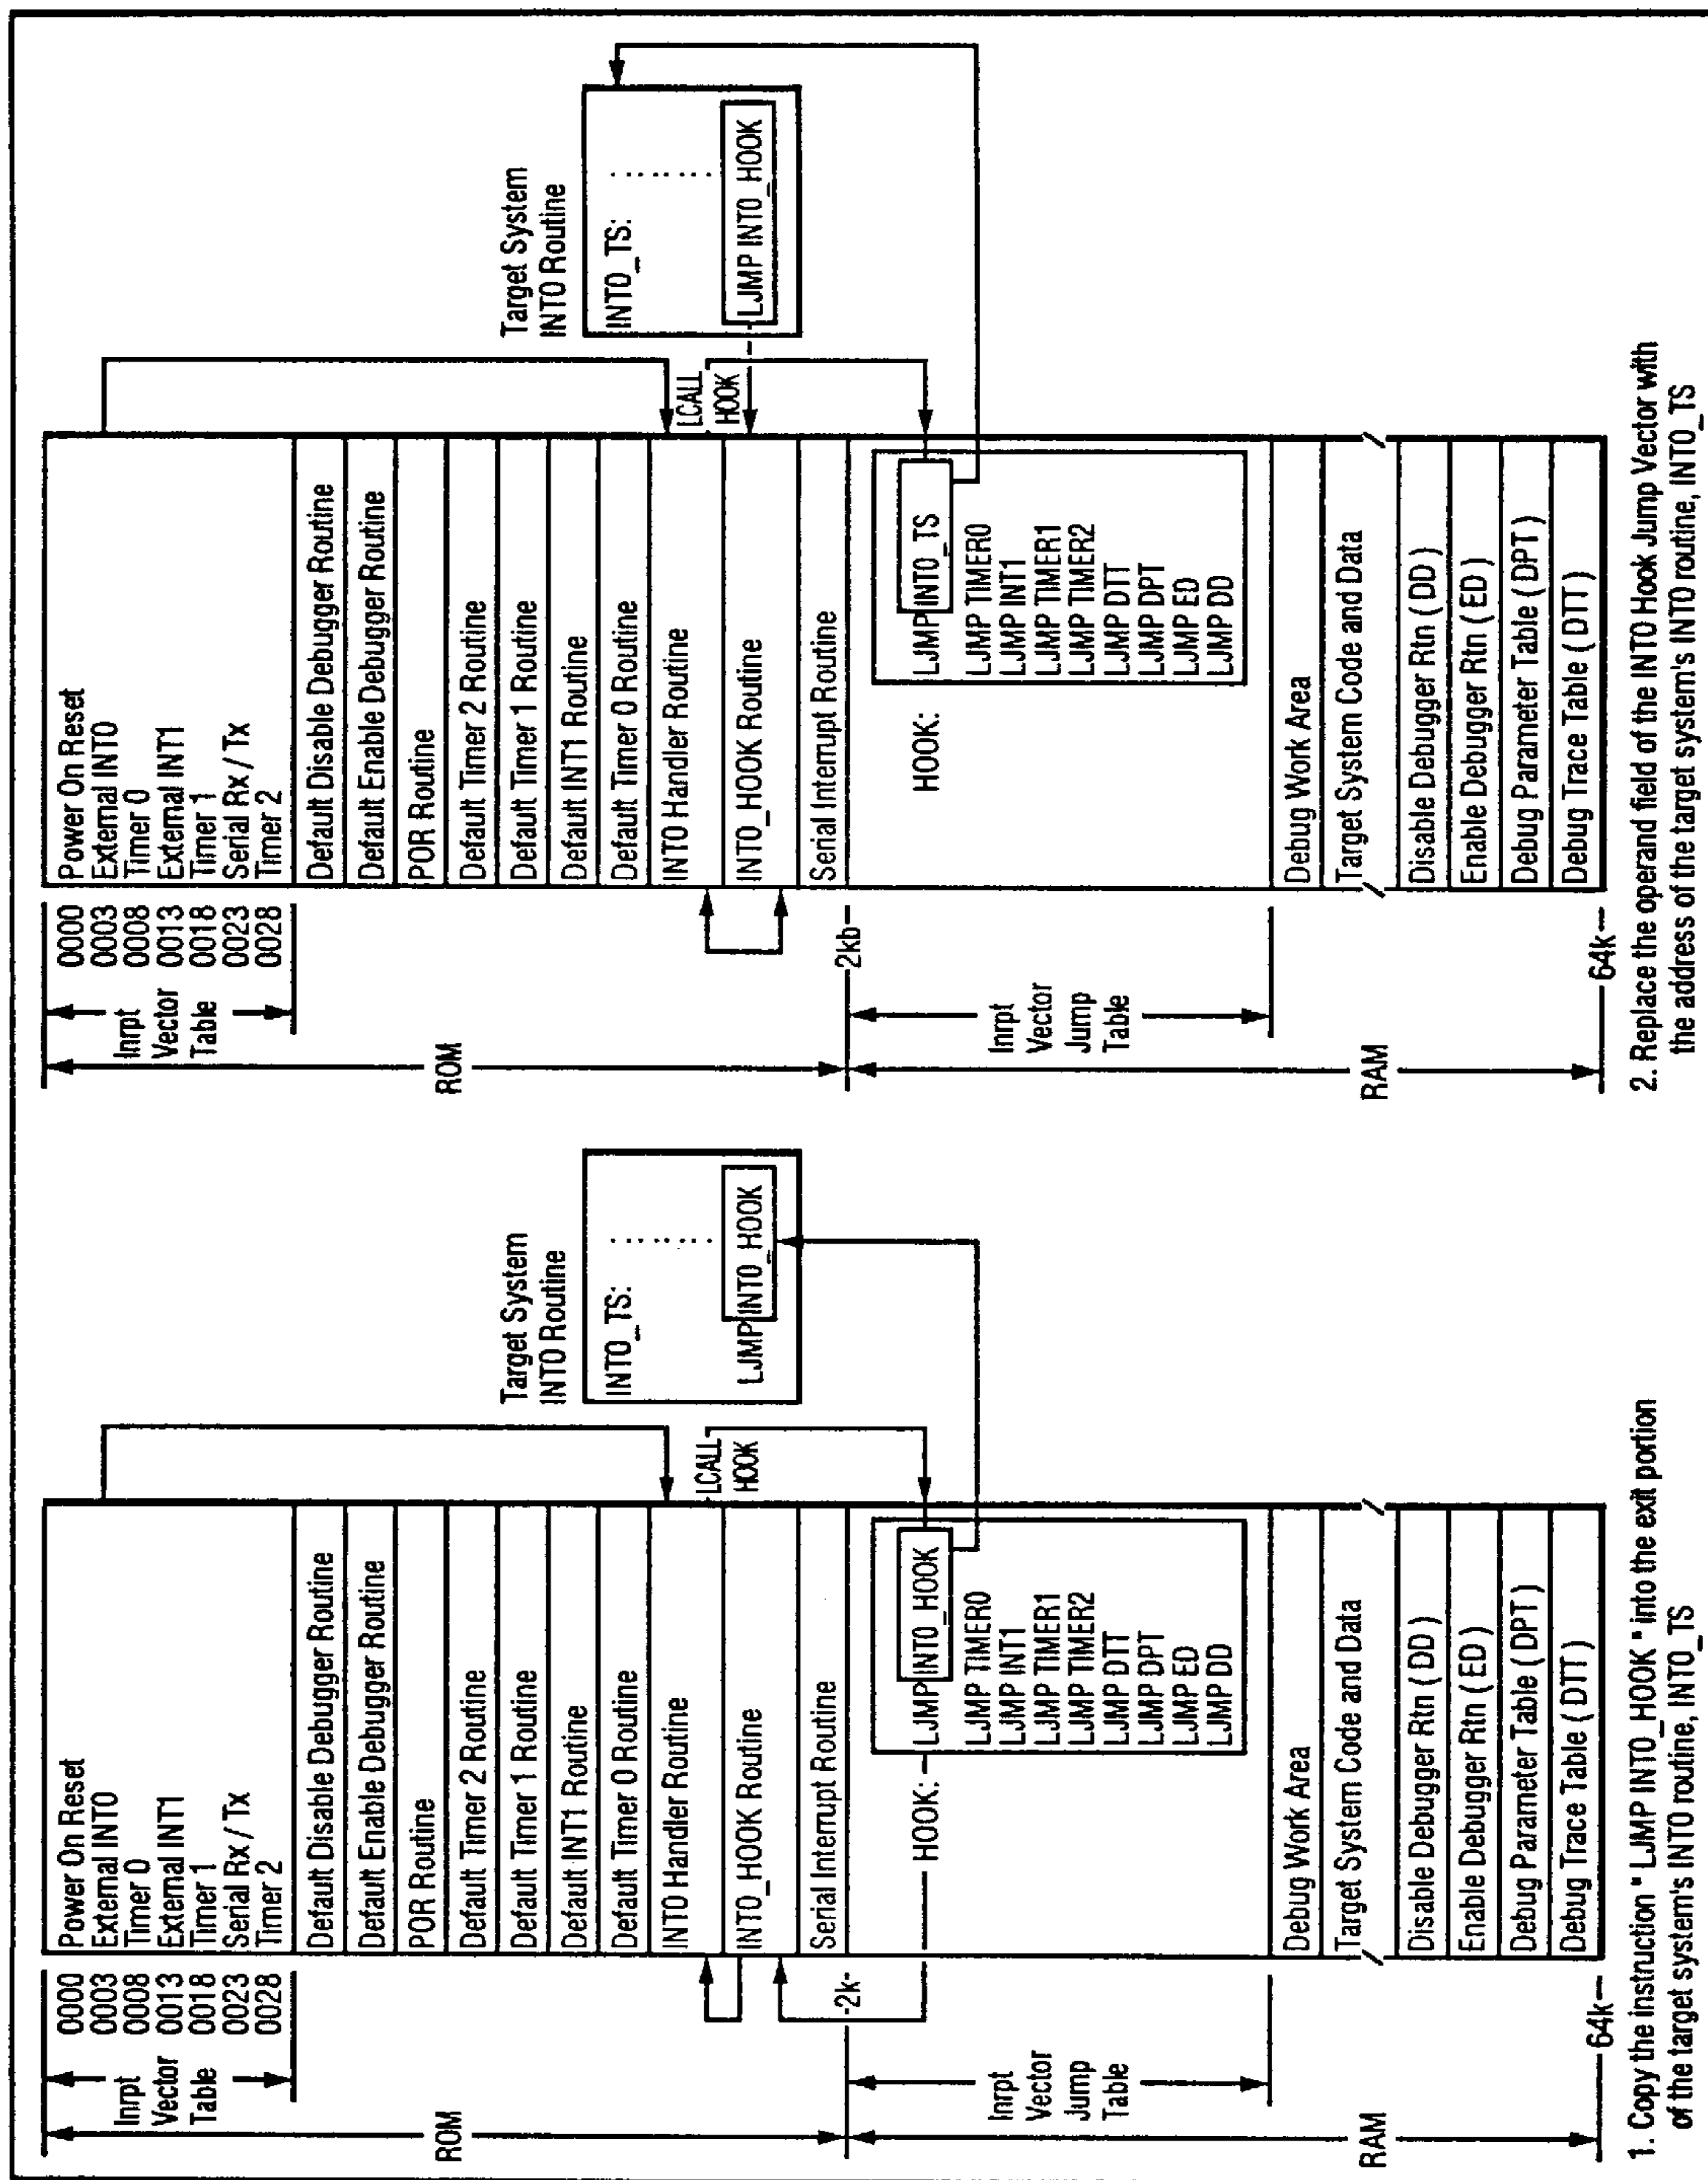 ROM
Inrpt
Vector
Table
0000 Power On Reset
0003 External INT0
0008 Timer 0
0013 External INT1
0018 Timer 1
0023 Serial Rx / Tx
0028 Timer 2
Default Disable Debugger Routine
Default Enable Debugger Routine
POR Routine
Default Timer 2 Routine
Default Timer 1 Routine
Default INT1 Routine
Default Timer 0 Routine
INT0 Handler Routine
INT0_HOOK Routine
Serial Interrupt Routine
LCALL
HOOK
Target System
INT0 Routine
INT0_TS:
LJMP INT0_HOOK
2k
RAM
Inrpt
Vector
Jump
Table
HOOK: LJMP INT0_HOOK
LJMP TIMER0
LJMP INT1
LJMP TIMER1
LJMP TIMER2
LJMP DTT
LJMP DPT
LJMP ED
LJMP DD
Debug Work Area
Target System Code and Data
Disable Debugger Rtn ( DD )
Enable Debugger Rtn ( ED )
Debug Parameter Table ( DPT )
Debug Trace Table ( DTT )
64k
1. Copy the instruction " LJMP INT0_HOOK " into the exit portion
of the target system's INT0 routine, INT0_TS
ROM
Inrpt
Vector
Table
0000 Power On Reset
0003 External INT0
0008 Timer 0
0013 External INT1
0018 Timer 1
0023 Serial Rx / Tx
0028 Timer 2
Default Disable Debugger Routine
Default Enable Debugger Routine
POR Routine
Default Timer 2 Routine
Default Timer 1 Routine
Default INT1 Routine
Default Timer 0 Routine
INT0 Handler Routine
INT0_HOOK Routine
Serial Interrupt Routine
LCALL
HOOK
Target System
INT0 Routine
INT0_TS:
LJMP INT0_HOOK
2kb
RAM
Inrpt
Vector
Jump
Table
HOOK: LJMP INT0_TS
LJMP TIMER0
LJMP INT1
LJMP TIMER1
LJMP TIMER2
LJMP DTT
LJMP DPT
LJMP ED
LJMP DD
Debug Work Area
Target System Code and Data
Disable Debugger Rtn ( DD )
Enable Debugger Rtn ( ED )
Debug Parameter Table ( DPT )
Debug Trace Table ( DTT )
64k
2. Replace the operand field of the INT0 Hook Jump Vector with
the address of the target system's INT0 routine, INT0_TS